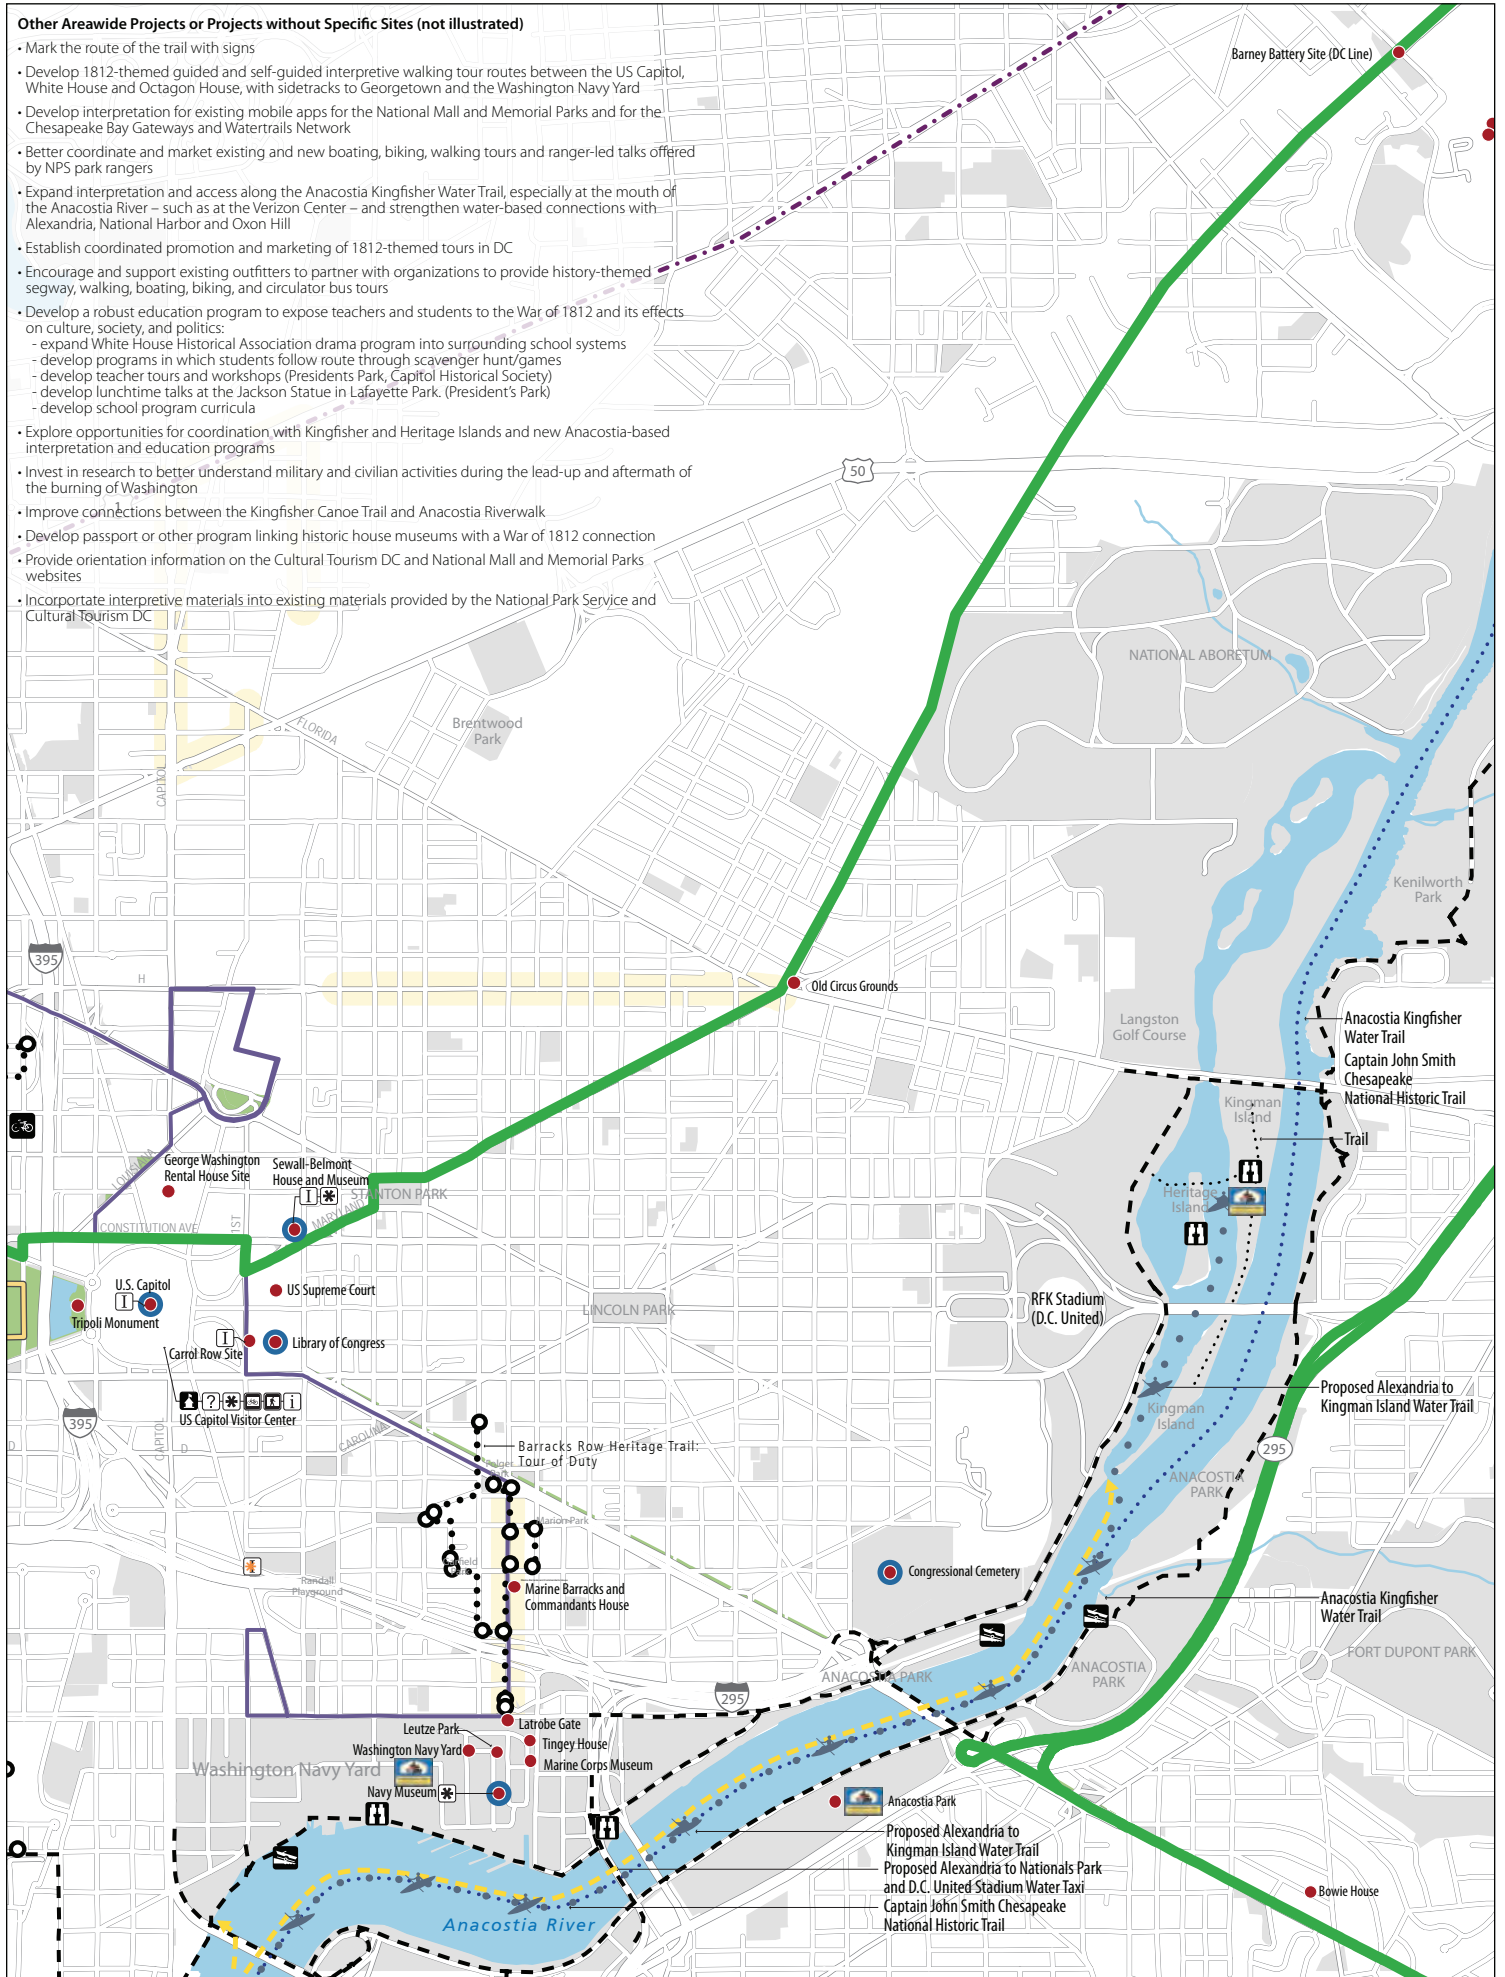 Other Areawide Projects or Projects without Specific Sites (not illustrated)
• Mark the route of the trail with signs
• Develop 1812-themed guided and self-guided interpretive walking tour routes between the US Capitol,
White House and Octagon House, with sidetracks to Georgetown and the Washington Navy Yard
• Develop interpretation for existing mobile apps for the National Mall and Memorial Parks and for the
Chesapeake Bay Gateways and Watertrails Network
• Better coordinate and market existing and new boating, biking, walking tours and ranger-led talks offered
by NPS park rangers
• Expand interpretation and access along the Anacostia Kingfisher Water Trail, especially at the mouth of
the Anacostia River – such as at the Verizon Center – and strengthen water-based connections with
Alexandria, National Harbor and Oxon Hill
• Establish coordinated promotion and marketing of 1812-themed tours in DC
• Encourage and support existing outfitters to partner with organizations to provide history-themed
segway, walking, boating, biking, and circulator bus tours
• Develop a robust education program to expose teachers and students to the War of 1812 and its effects
on culture, society, and politics:
- expand White House Historical Association drama program into surrounding school systems
- develop programs in which students follow route through scavenger hunt/games
- develop teacher tours and workshops (Presidents Park, Capitol Historical Society)
- develop lunchtime talks at the Jackson Statue in Lafayette Park. (President's Park)
- develop school program curricula
• Explore opportunities for coordination with Kingfisher and Heritage Islands and new Anacostia-based
interpretation and education programs
• Invest in research to better understand military and civilian activities during the lead-up and aftermath of
the burning of Washington
1
• Improve connections between the Kingfisher Canoe Trail and Anacostia Riverwalk
• Develop passport or other program linking historic house museums with a War of 1812 connection
• Provide orientation information on the Cultural Tourism DC and National Mall and Memorial Parks
websites
• Incorportate interpretive materials into existing materials provided by the National Park Service and
Cultural Tourism DC
Barney Battery Site (DC Line)
50
NATIONAL ABORETUM
Brentwood
Park
FLORIDA
CAPITOL
Kenilworth
Park
395
H
Old Circus Grounds
Langston
Golf Course
Anacostia Kingfisher
Water Trail
Captain John Smith
Chesapeake
National Historic Trail
Kingman
Island
Trail
LOUISIANA
George Washington
Rental House Site
Sewall-Belmont
House and Museum
I
STANTON PARK
MARYLAND
Heritage
Island
CONSTITUTION AVE
1ST
U.S. Capitol
I
US Supreme Court
Tripoli Monument
LINCOLN PARK
RFK Stadium
(D.C. United)
I
Carrol Row Site
Library of Congress
? i
US Capitol Visitor Center
Proposed Alexandria to
Kingman Island Water Trail
Kingman
Island
395
D
CAPITOL
D
CAROLINA
Barracks Row Heritage Trail:
Tour of Duty
Folger
Park
295
ANACOSTIA
PARK
Marion Park
Garfield
Park
Randall
Playground
Marine Barracks and
Commandants House
Congressional Cemetery
Anacostia Kingfisher
Water Trail
FORT DUPONT PARK
ANACOSTIA PARK
ANACOSTIA
PARK
295
Latrobe Gate
Leutze Park
Tingey House
Washington Navy Yard
Marine Corps Museum
Washington Navy Yard
Navy Museum
Anacostia Park
Proposed Alexandria to
Kingman Island Water Trail
Proposed Alexandria to Nationals Park
and D.C. United Stadium Water Taxi
Captain John Smith Chesapeake
National Historic Trail
Bowie House
Anacostia River